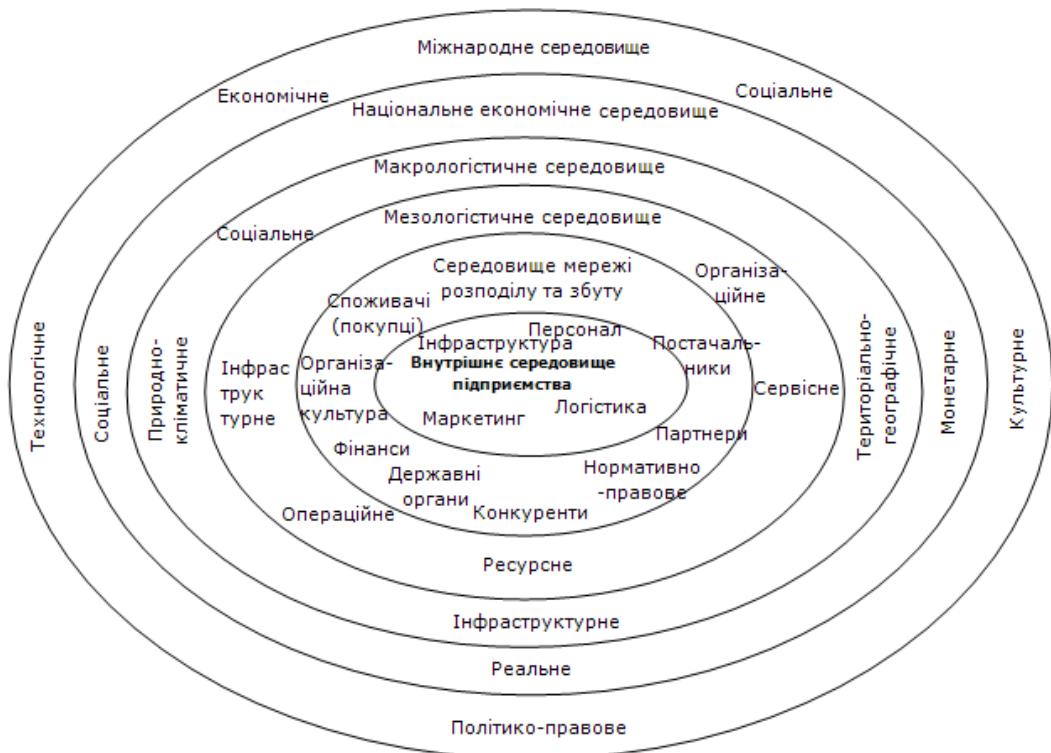 Міжнародне середовище
Економічне
Соціальне
Національне економічне середовище
Макрологістичне середовище
Мезологістичне середовище
Соціальне
Середовище мережі
розподілу та збуту
Організа-
ційне
Споживачі
(покупці)
Персонал
Інфраструктура
Постачаль-
ники
Внутрішнє середовище
підприємства
Технологічне
Соціальне
Природно-
кліматичне
Інфрас
трук
турне
Організа-
ційна
культура
Сервісне
Територіально-
географічне
Монетарне
Культурне
Логістика
Маркетинг
Партнери
Фінанси
Державні
органи
Нормативно
-правове
Операційне
Конкуренти
Ресурсне
Інфраструктурне
Реальне
Політико-правове